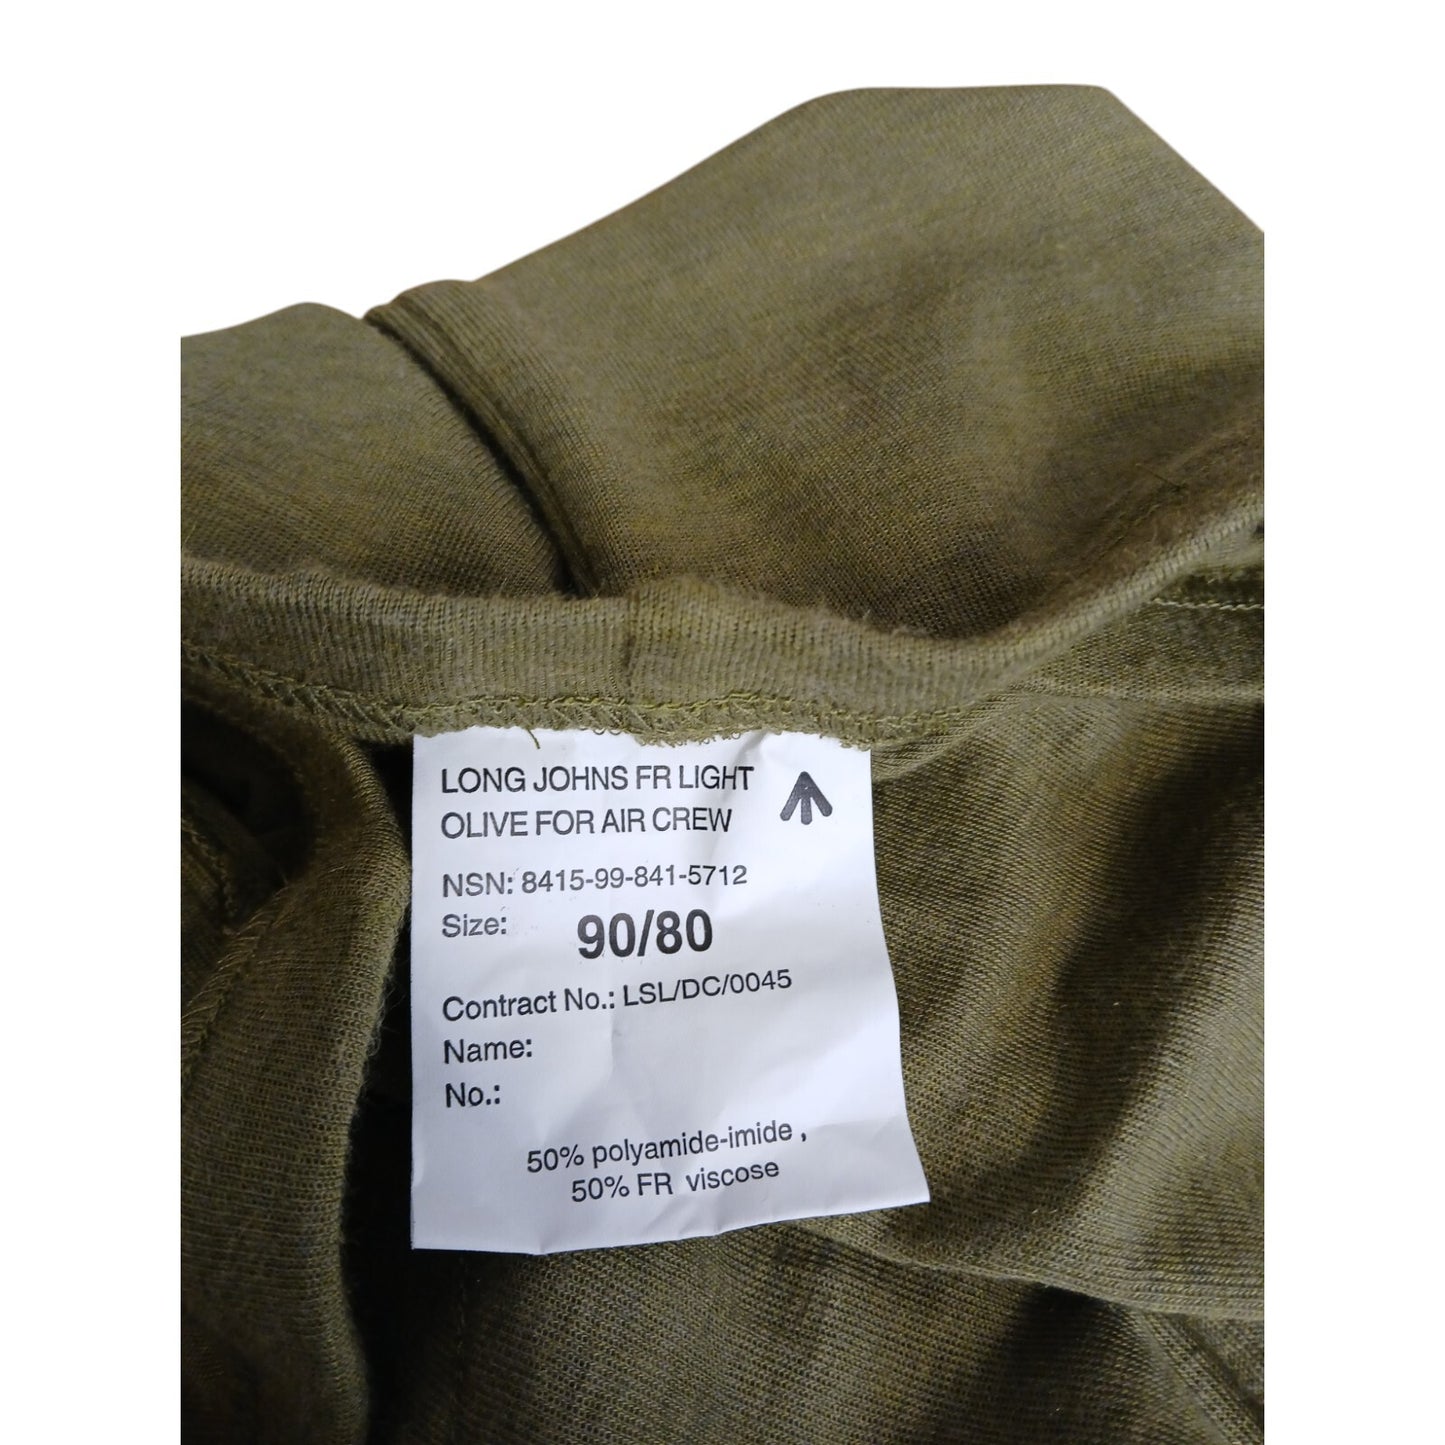 LONG JOHNS FR LIGHT
OLIVE FOR AIR CREW
NSN: 8415-99-841-5712
Size: 90/80
Contract No.: LSL/DC/0045
Name:
No.:
50% polyamide-imide ,
50% FR viscose